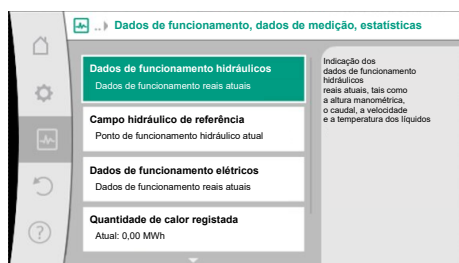 ..▸ Dados de funcionamento, dados de medição, estatísticas
Dados de funcionamento hidráulicos
Dados de funcionamento reais atuais
Campo hidráulico de referência
Ponto de funcionamento hidráulico atual
Dados de funcionamento elétricos
Dados de funcionamento reais atuais
Quantidade de calor registada
Atual: 0,00 MWh
Indicação dos
dados de funcionamento
hidráulicos
reais atuais, tais como
a altura manométrica,
o caudal, a velocidade
e a temperatura dos líquidos
?